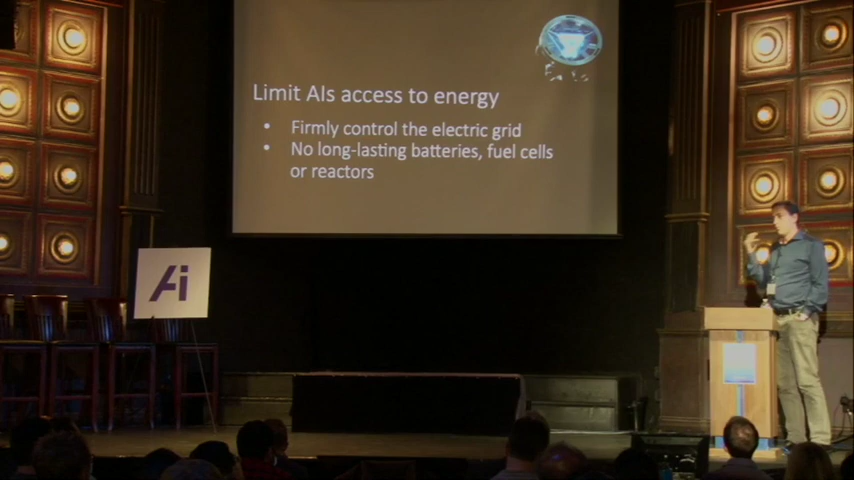 Limit AIs access to energy
• Firmly control the electric grid
• No long-lasting batteries, fuel cells
or reactors
Ai